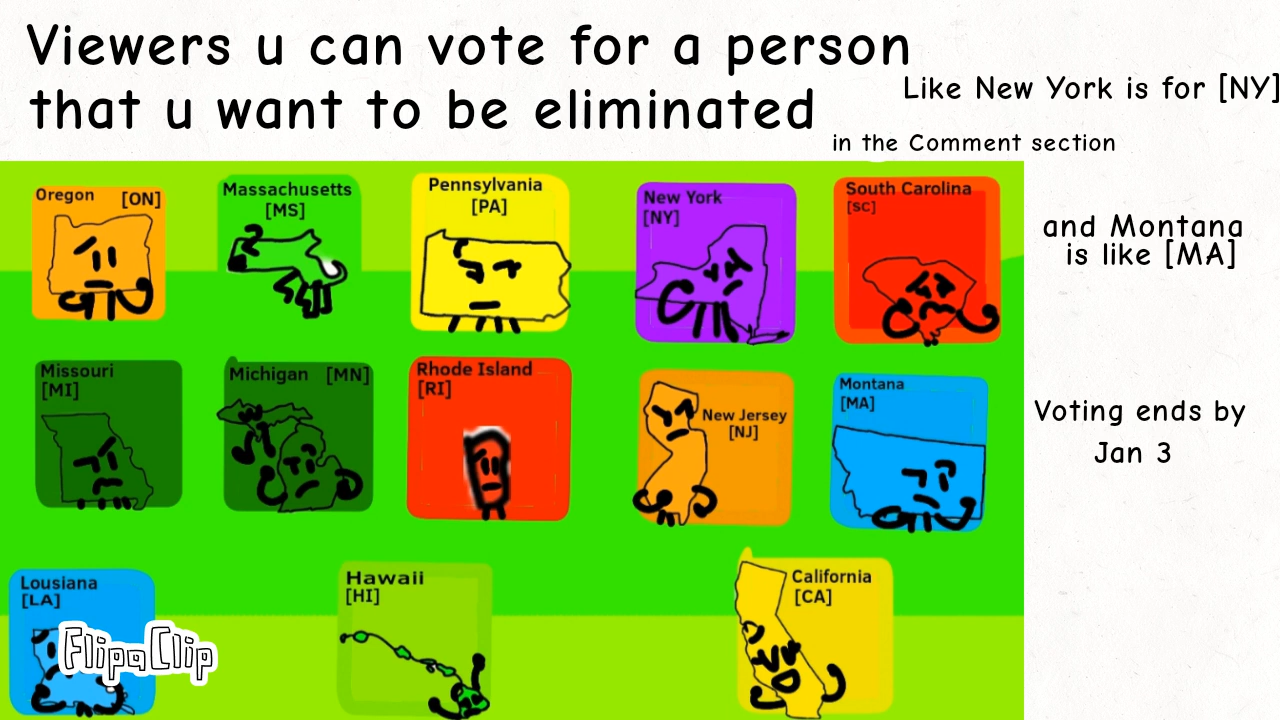 Viewers u can vote for a person
that u want to be eliminated
Like New York is for [NY]
in the Comment section
Oregon [ON]
Massachusetts
[MS]
Pennsylvania
[PA]
New York
[NY]
South Carolina
[SC]
and Montana
is like [MA]
Missouri
[MI]
Michigan [MN]
Rhode Island
[RI]
New Jersey
[NJ]
Montana
[MA]
Voting ends by
Jan 3
Lousiana
[LA]
Hawaii
[HI]
California
[CA]
FlipaClip